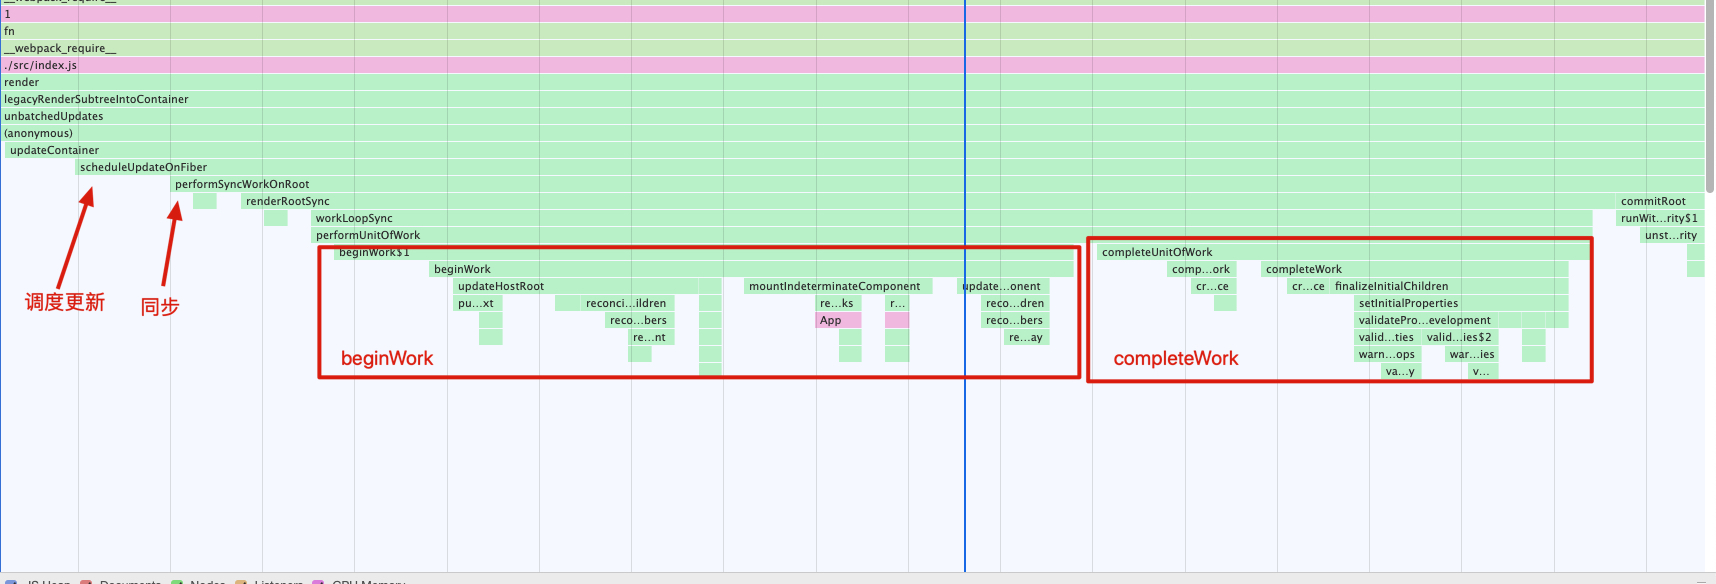 __webpack_require__
1
fn
__webpack_require__
./src/index.js
render
legacyRenderSubtreeIntoContainer
unbatchedUpdates
(anonymous)
updateContainer
scheduleUpdateOnFiber
performSyncWorkOnRoot
renderRootSync commitRoot
workLoopSync runWit…rity$1
performUnitOfWork unst…rity
beginWork$1 completeUnitOfWork
beginWork comp…ork completeWork
updateHostRoot mountIndeterminateComponent update…onent cr…ce cr…ce finalizeInitialChildren
调度更新 同步
pu…xt reconci…ildren re…ks r… reco…dren setInitialProperties
reco…bers App reco…bers validatePro…evelopment
re…nt re…ay valid…ties valid…ies$2
beginWork completeWork
warn…ops war…ies
va…y v…
JS Heap Documents Nodes Listeners GPU Memory